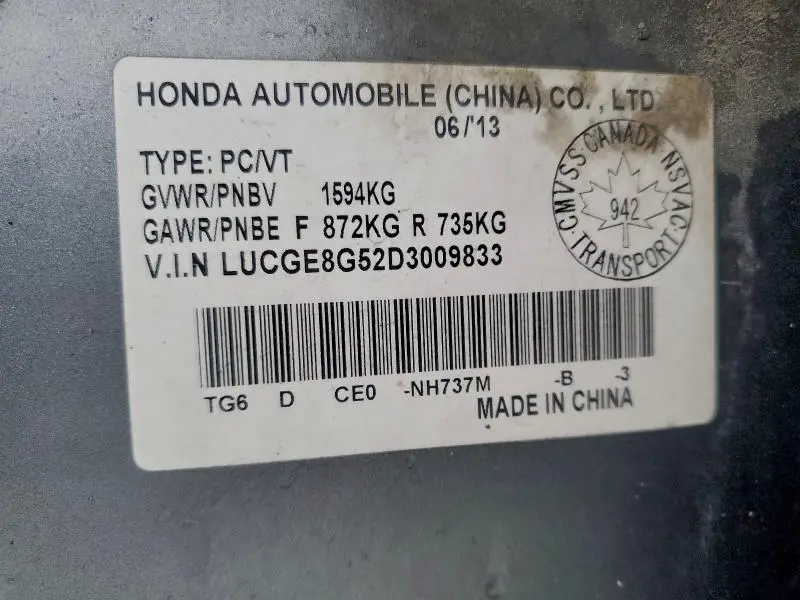 HONDA AUTOMOBILE (CHINA) CO., LTD
06/'13
TYPE: PC/VT
GVWR/PNBV 1594KG
GAWR/PNBE F 872KG R 735KG
V.I.N LUCGE8G52D3009833
CANADA
CMVSS 942 NSVAC
TRANSPORT
TG6 D CE0 -NH737M -B -3
MADE IN CHINA